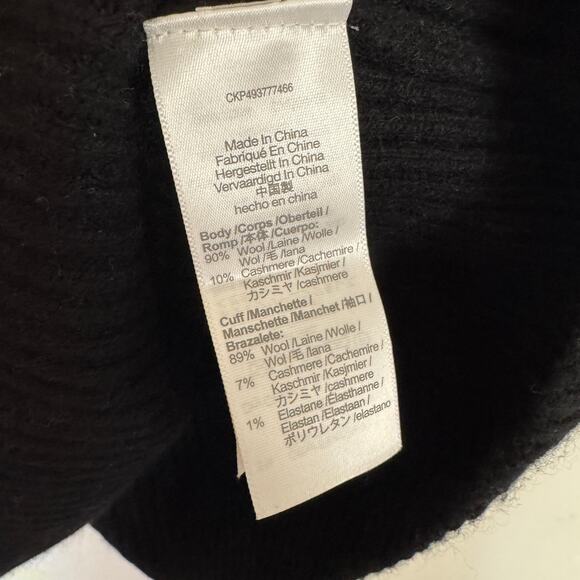 CKP493777466
Made In China
Fabriqué En Chine
Hergestellt In China
Vervaardigd In China
中国製
hecho en china
Body /Corps /Oberteil /
Romp /本体 /Cuerpo:
90% Wool /Laine /Wolle /
Wol /毛 /lana
10% Cashmere /Cachemire /
Kaschmir /Kasjmier /
カシミヤ /cashmere
Cuff /Manchette /
Manschette /Manchet /袖口 /
Brazalete:
89% Wool /Laine /Wolle /
Wol /毛 /lana
7% Cashmere /Cachemire /
Kaschmir /Kasjmier /
カシミヤ /cashmere
1% Elastane /Élasthanne /
Elastan /Elastaan /
ポリウレタン /elastano